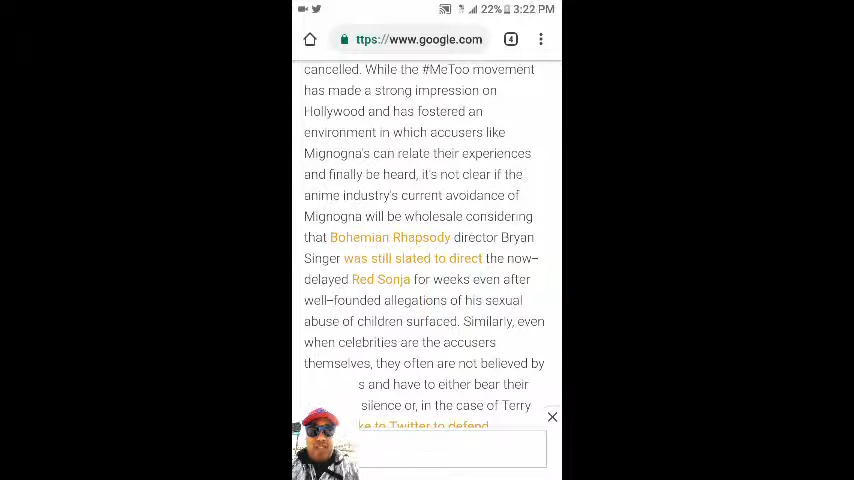 22% 3:22 PM
ttps://www.google.com
4
cancelled. While the #MeToo movement
has made a strong impression on
Hollywood and has fostered an
environment in which accusers like
Mignogna's can relate their experiences
and finally be heard, it's not clear if the
anime industry's current avoidance of
Mignogna will be wholesale considering
that Bohemian Rhapsody director Bryan
Singer was still slated to direct the now–
delayed Red Sonja for weeks even after
well–founded allegations of his sexual
abuse of children surfaced. Similarly, even
when celebrities are the accusers
themselves, they often are not believed by
s and have to either bear their
silence or, in the case of Terry
ke to Twitter to defend